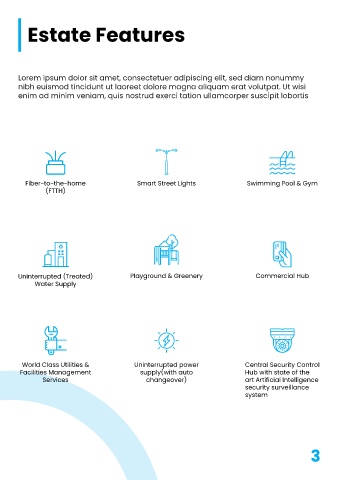 Estate Features
Lorem ipsum dolor sit amet, consectetuer adipiscing elit, sed diam nonummy
nibh euismod tincidunt ut laoreet dolore magna aliquam erat volutpat. Ut wisi
enim ad minim veniam, quis nostrud exerci tation ullamcorper suscipit lobortis
Fiber-to-the-home
(FTTH)
Smart Street Lights
Swimming Pool & Gym
Uninterrupted (Treated)
Water Supply
Playground & Greenery
Commercial Hub
World Class Utilities &
Facilities Management
Services
Uninterrupted power
supply(with auto
changeover)
Central Security Control
Hub with state of the
art Artificial Intelligence
security surveillance
system
3